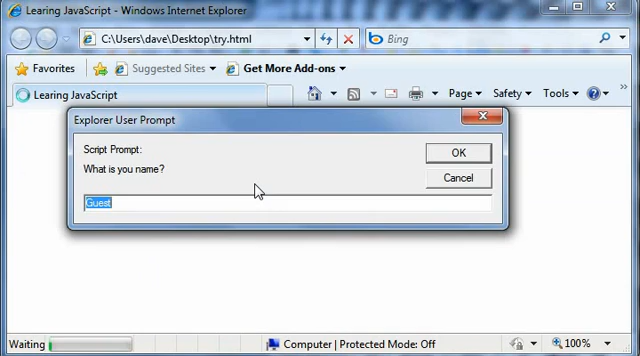 Learing JavaScript - Windows Internet Explorer
C:\Users\dave\Desktop\try.html
Bing
Favorites
Suggested Sites
Get More Add-ons
Learing JavaScript
Page
Safety
Tools
»
Explorer User Prompt
Script Prompt:
What is you name?
OK
Cancel
Guest
Waiting
Computer | Protected Mode: Off
100%